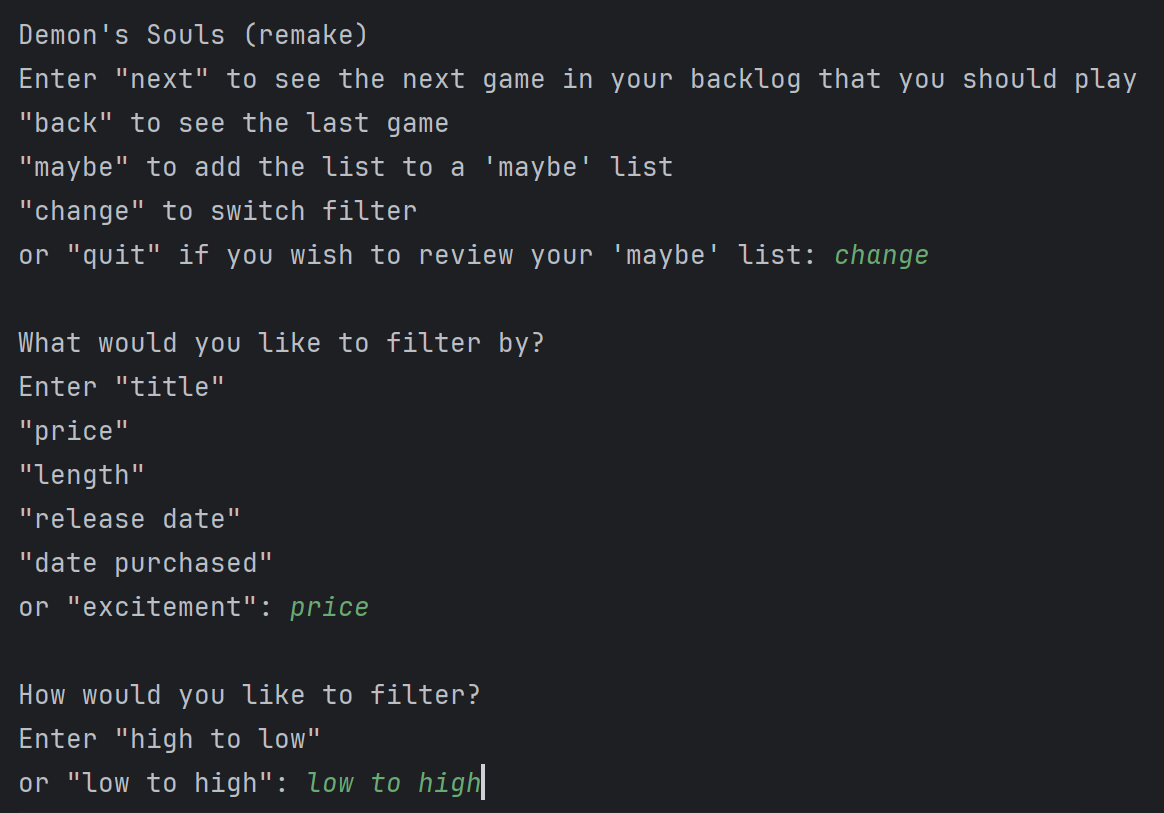 Demon's Souls (remake)
Enter "next" to see the next game in your backlog that you should play
"back" to see the last game
"maybe" to add the list to a 'maybe' list
"change" to switch filter
or "quit" if you wish to review your 'maybe' list: change
What would you like to filter by?
Enter "title"
"price"
"length"
"release date"
"date purchased"
or "excitement": price
How would you like to filter?
Enter "high to low"
or "low to high": low to high